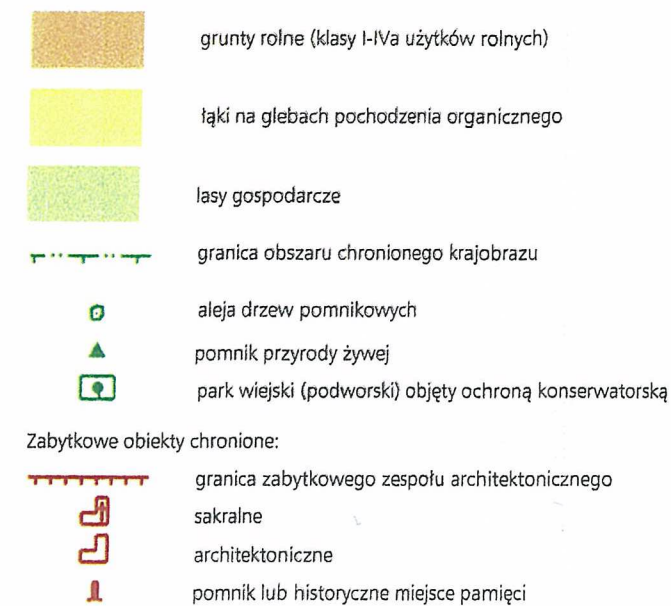 grunty rolne (klasy I-IVa użytków rolnych)
łąki na glebach pochodzenia organicznego
lasy gospodarcze
granica obszaru chronionego krajobrazu
aleja drzew pomnikowych
pomnik przyrody żywej
park wiejski (podworski) objęty ochroną konserwatorską
Zabytkowe obiekty chronione:
granica zabytkowego zespołu architektonicznego
sakralne
architektoniczne
pomnik lub historyczne miejsce pamięci